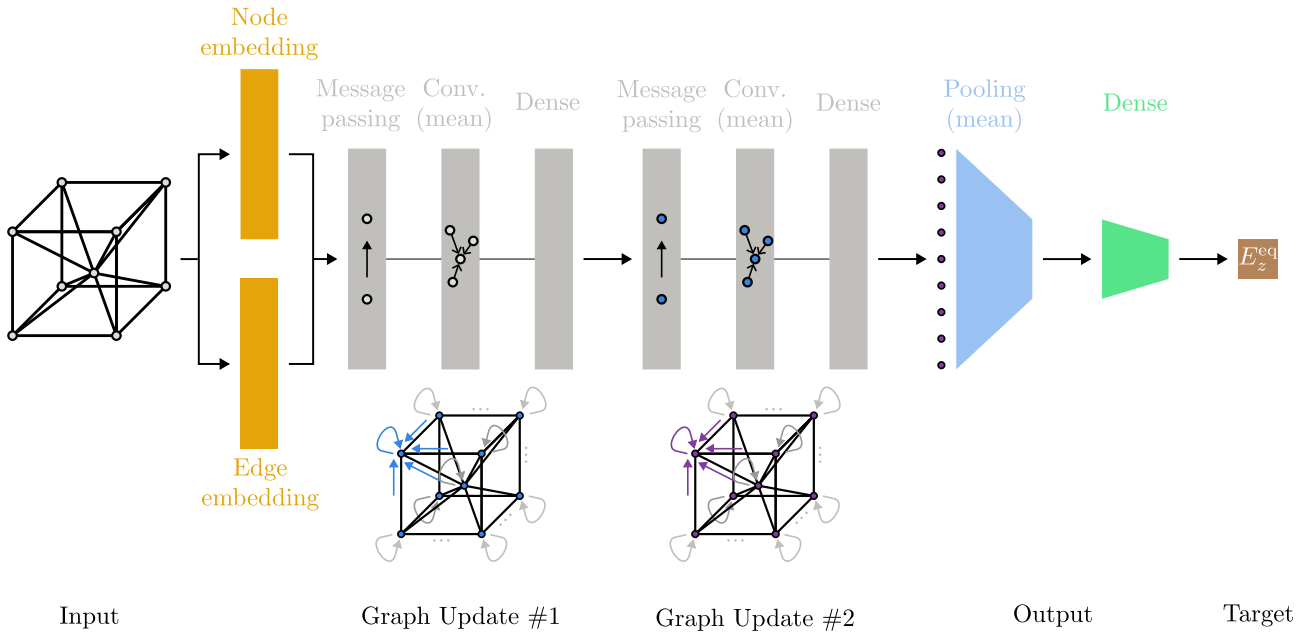 Node
embedding
Message
passing
Conv.
(mean)
Dense
Message
passing
Conv.
(mean)
Dense
Pooling
(mean)
Dense
E_z^eq
Edge
embedding
Input
Graph Update #1
Graph Update #2
Output
Target